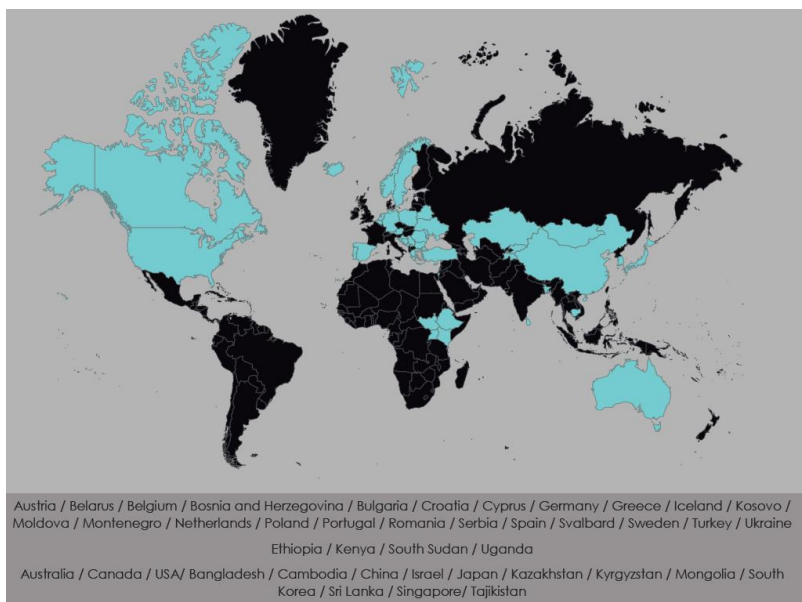 Austria / Belarus / Belgium / Bosnia and Herzegovina / Bulgaria / Croatia / Cyprus / Germany / Greece / Iceland / Kosovo /
Moldova / Montenegro / Netherlands / Poland / Portugal / Romania / Serbia / Spain / Svalbard / Sweden / Turkey / Ukraine
Ethiopia / Kenya / South Sudan / Uganda
Australia / Canada / USA/ Bangladesh / Cambodia / China / Israel / Japan / Kazakhstan / Kyrgyzstan / Mongolia / South
Korea / Sri Lanka / Singapore/ Tajikistan